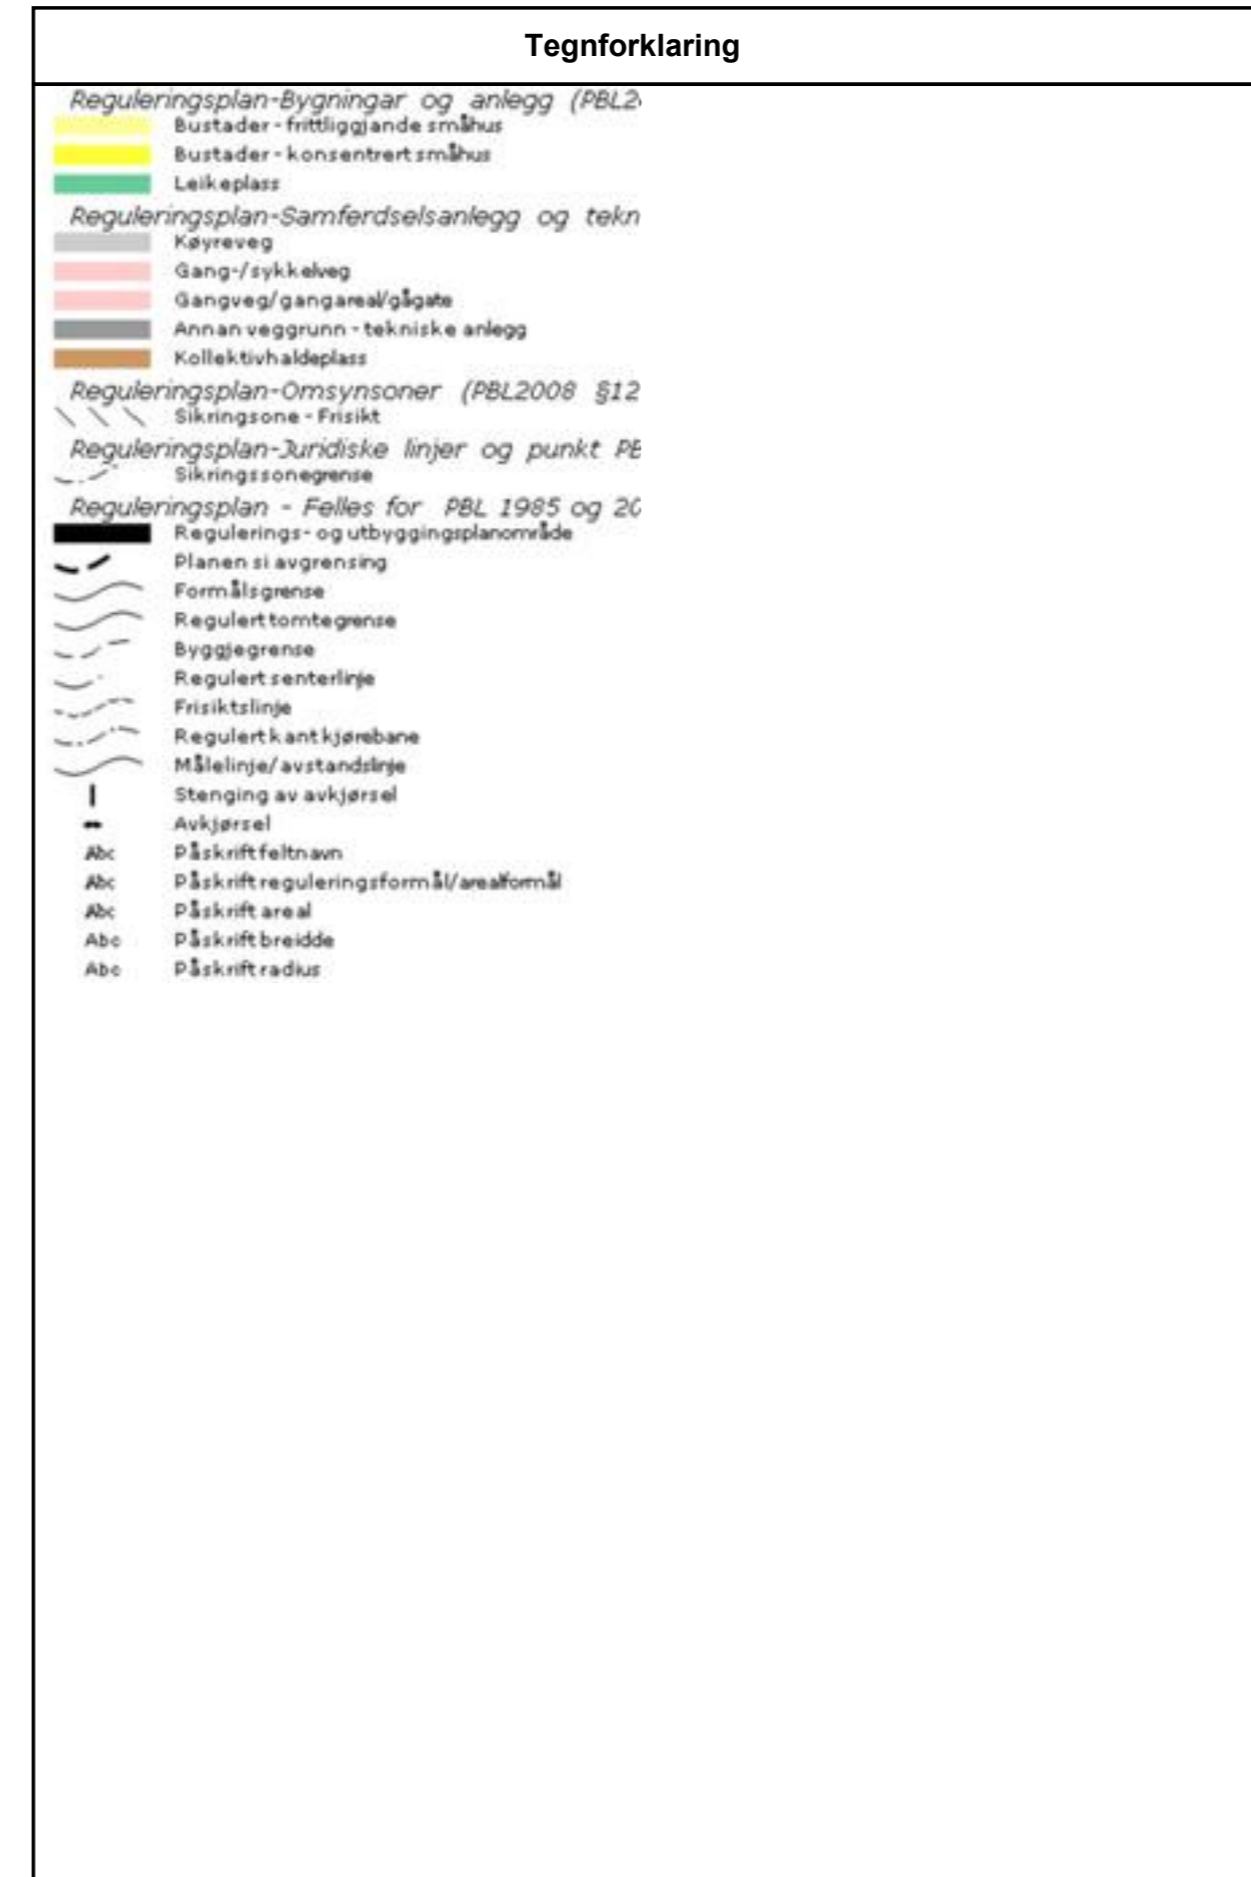 Tegnforklaring
Reguleringsplan-Bygningar og anlegg (PBL2
Bustader - frittliggjande småhus
Bustader - konsentrert småhus
Leikeplass
Reguleringsplan-Samferdselsanlegg og tekn
Køyreveg
Gang-/sykkelveg
Gangveg/gangareal/gågate
Annan veggrunn - tekniske anlegg
Kollektivhaldeplass
Reguleringsplan-Omsynsoner (PBL2008 §12
Sikringsone - Frisikt
Reguleringsplan-Juridiske linjer og punkt PB
Sikringssonegrense
Reguleringsplan - Felles for PBL 1985 og 20
Regulerings- og utbyggingsplanområde
Planen si avgrensing
Formålsgrense
Regulert tomtegrense
Byggjegrense
Regulert senterlinje
Frisiktslinje
Regulert kant kjørebane
Målelinje/avstandslinje
Stenging av avkjørsel
Avkjørsel
Abc Påskrift feltnavn
Abc Påskrift reguleringsformål/arealformål
Abc Påskrift areal
Abc Påskrift breidde
Abc Påskrift radius